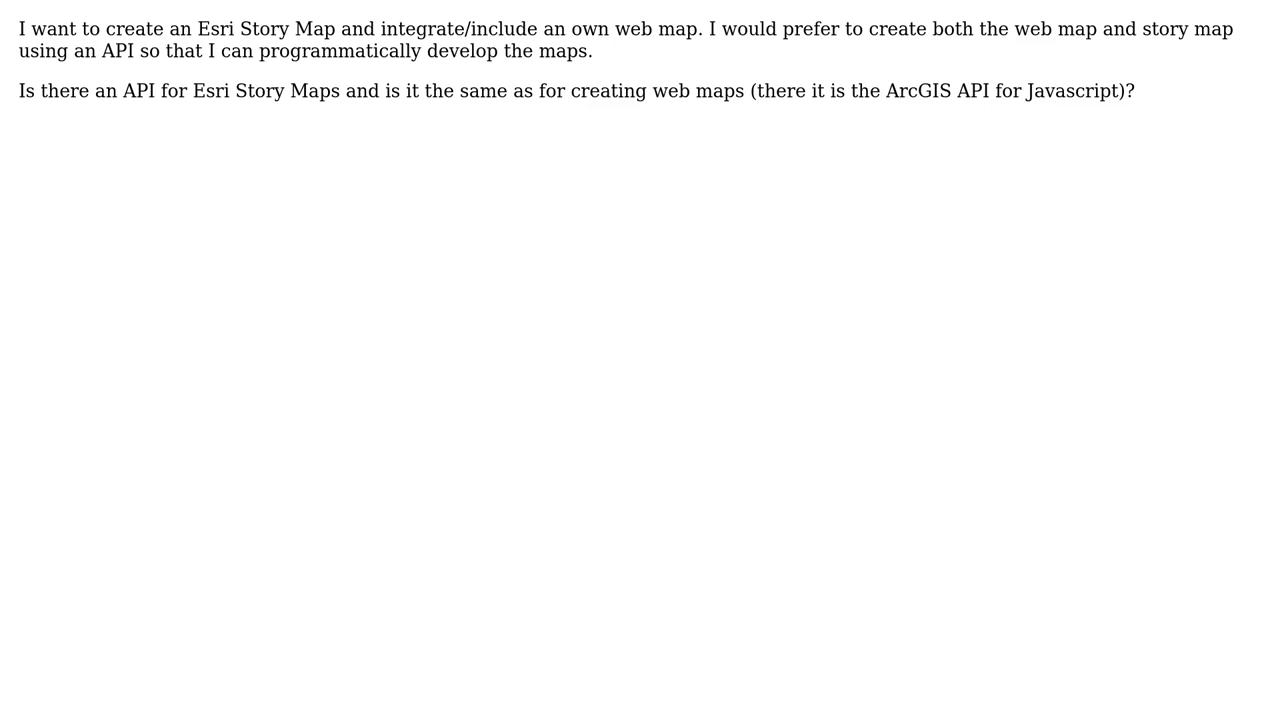 I want to create an Esri Story Map and integrate/include an own web map. I would prefer to create both the web map and story map
using an API so that I can programmatically develop the maps.
Is there an API for Esri Story Maps and is it the same as for creating web maps (there it is the ArcGIS API for Javascript)?